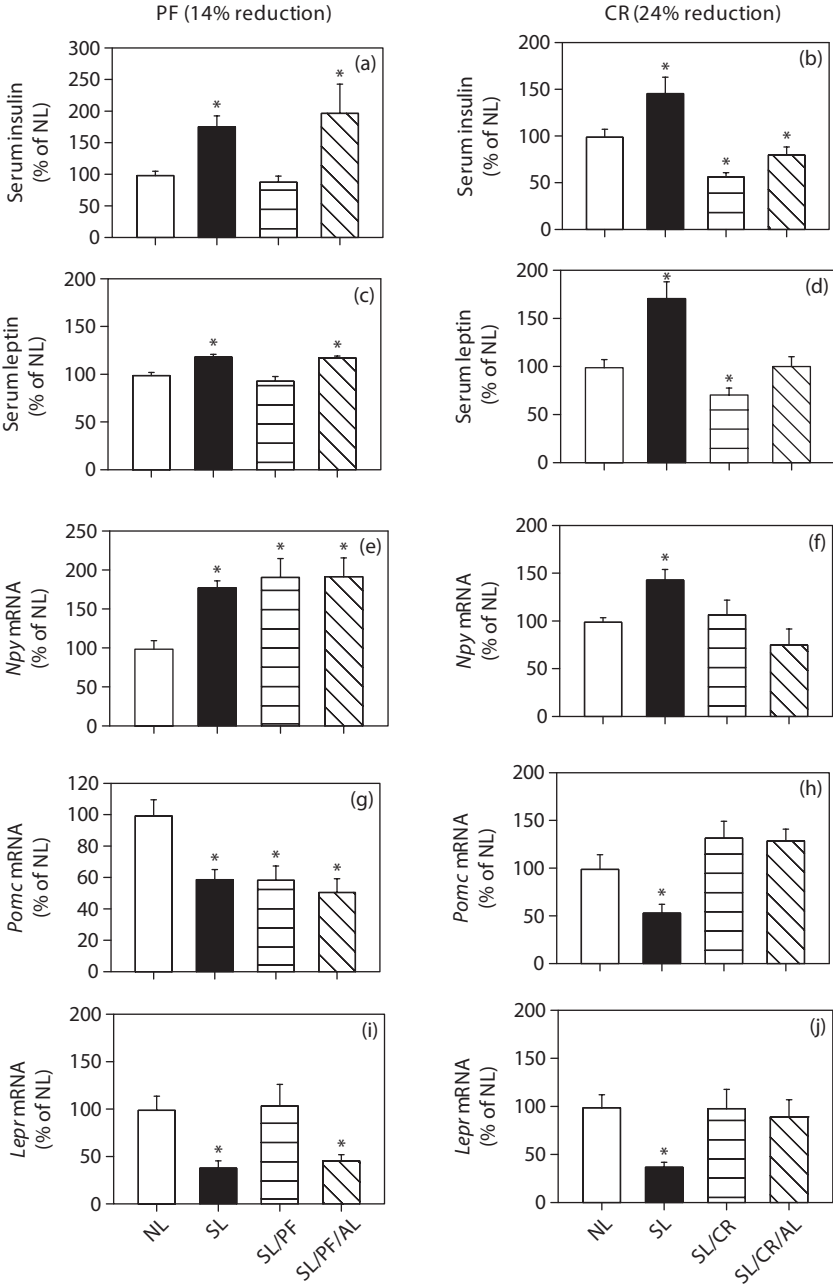 PF (14% reduction)
CR (24% reduction)
Serum insulin
(% of NL)
300
250
200
150
100
50
0
(a)
*
*
Serum insulin
(% of NL)
200
150
100
50
0
(b)
*
*
*
Serum leptin
(% of NL)
200
150
100
50
0
(c)
*
*
Serum leptin
(% of NL)
200
150
100
50
0
(d)
*
*
Npy mRNA
(% of NL)
250
200
150
100
50
0
(e)
*
*
*
Npy mRNA
(% of NL)
200
150
100
50
0
(f)
*
Pomc mRNA
(% of NL)
120
100
80
60
40
20
0
(g)
*
*
*
Pomc mRNA
(% of NL)
200
150
100
50
0
(h)
*
Lepr mRNA
(% of NL)
200
150
100
50
0
(i)
*
*
NL
SL
SL/PF
SL/PF/AL
Lepr mRNA
(% of NL)
200
150
100
50
0
(j)
*
NL
SL
SL/CR
SL/CR/AL